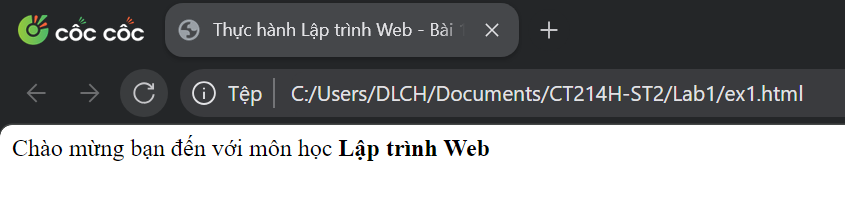 cốc cốc
Thực hành Lập trình Web - Bài
Tệp
C:/Users/DLCH/Documents/CT214H-ST2/Lab1/ex1.html
Chào mừng bạn đến với môn học Lập trình Web